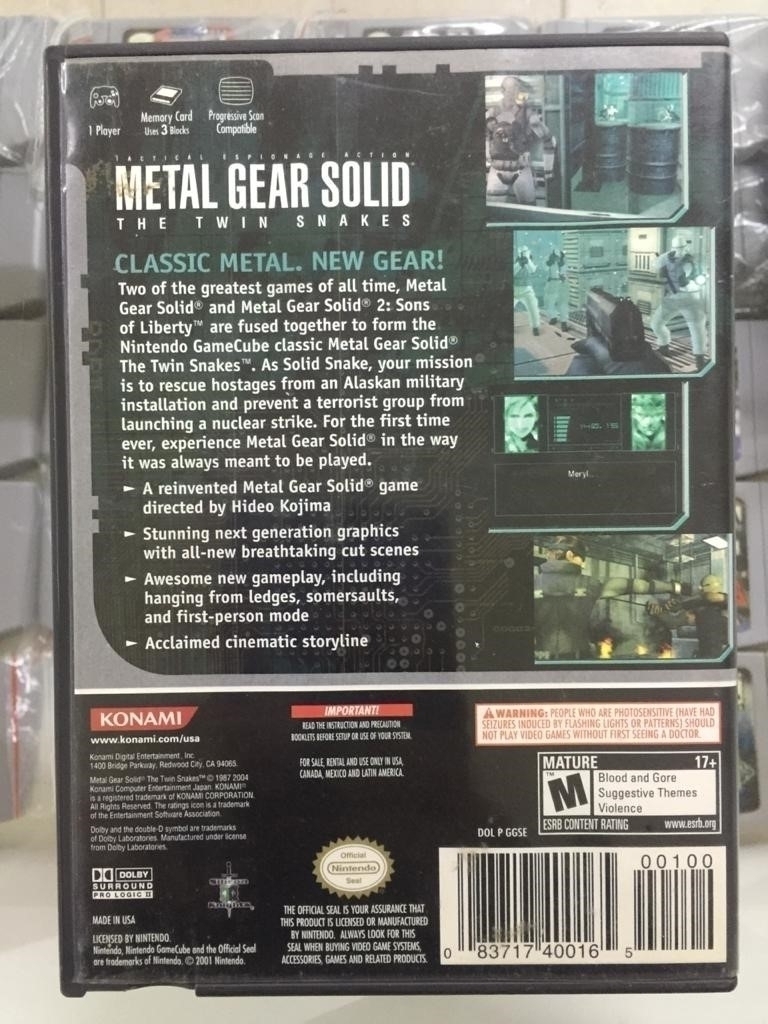 1 Player
Memory Card
Uses 3 Blocks
Progressive Scan
Compatible
TACTICAL ESPIONAGE ACTION
METAL GEAR SOLID
THE TWIN SNAKES
CLASSIC METAL. NEW GEAR!
Two of the greatest games of all time, Metal
Gear Solid® and Metal Gear Solid® 2: Sons
of Liberty™ are fused together to form the
Nintendo GameCube classic Metal Gear Solid®
The Twin Snakes™. As Solid Snake, your mission
is to rescue hostages from an Alaskan military
installation and prevent a terrorist group from
launching a nuclear strike. For the first time
ever, experience Metal Gear Solid® in the way
it was always meant to be played.
► A reinvented Metal Gear Solid® game
directed by Hideo Kojima
► Stunning next generation graphics
with all-new breathtaking cut scenes
► Awesome new gameplay, including
hanging from ledges, somersaults,
and first-person mode
► Acclaimed cinematic storyline
Meryl..
KONAMI
www.konami.com/usa
Konami Digital Entertainment, Inc.
1400 Bridge Parkway, Redwood City, CA 94065.
Metal Gear Solid® The Twin Snakes™ © 1987 2004
Konami Computer Entertainment Japan. KONAMI®
is a registered trademark of KONAMI CORPORATION.
All Rights Reserved. The ratings icon is a trademark
of the Entertainment Software Association.
Dolby and the double-D symbol are trademarks
of Dolby Laboratories. Manufactured under license
from Dolby Laboratories.
DOLBY
SURROUND
PRO LOGIC II
Silicon
Knights
MADE IN USA
LICENSED BY NINTENDO.
Nintendo, Nintendo GameCube and the Official Seal
are trademarks of Nintendo. © 2001 Nintendo.
IMPORTANT!
READ THE INSTRUCTION AND PRECAUTION
BOOKLETS BEFORE SETUP OR USE OF YOUR SYSTEM.
FOR SALE, RENTAL AND USE ONLY IN USA,
CANADA, MEXICO AND LATIN AMERICA.
Official
Nintendo
Seal
THE OFFICIAL SEAL IS YOUR ASSURANCE THAT
THIS PRODUCT IS LICENSED OR MANUFACTURED
BY NINTENDO. ALWAYS LOOK FOR THIS
SEAL WHEN BUYING VIDEO GAME SYSTEMS,
ACCESSORIES, GAMES AND RELATED PRODUCTS.
WARNING: PEOPLE WHO ARE PHOTOSENSITIVE (HAVE HAD
SEIZURES INDUCED BY FLASHING LIGHTS OR PATTERNS) SHOULD
NOT PLAY VIDEO GAMES WITHOUT FIRST SEEING A DOCTOR.
MATURE 17+
M™
Blood and Gore
Suggestive Themes
Violence
ESRB CONTENT RATING www.esrb.org
DOL P GGSE
00100
0 83717 40016 5